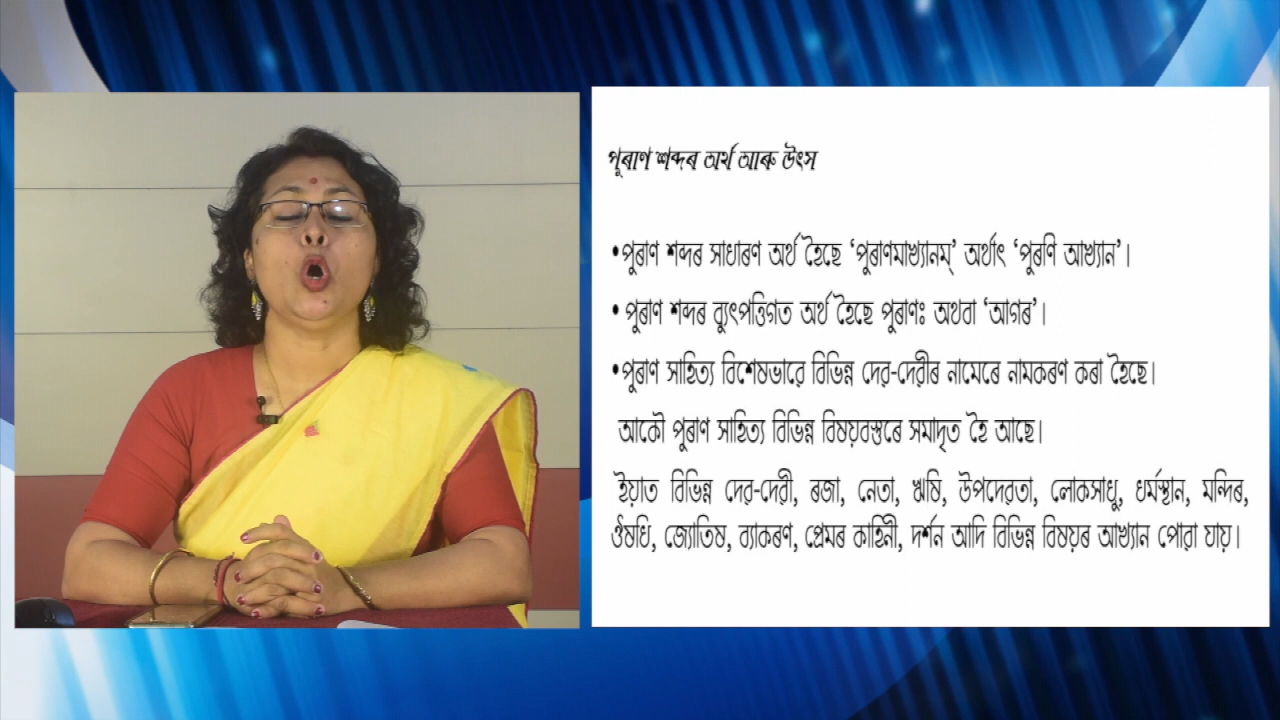 পুৰাণ শব্দৰ অৰ্থ আৰু উৎস
•পুৰাণ শব্দৰ সাধাৰণ অৰ্থ হৈছে ‘পুৰাণমাখ্যানম্’ অৰ্থাৎ ‘পুৰণি আখ্যান’।
• পুৰাণ শব্দৰ ব্যুৎপত্তিগত অৰ্থ হৈছে পুৰাণঃ অথবা ‘আগৰ’।
•পুৰাণ সাহিত্য বিশেষভাৱে বিভিন্ন দেৱ-দেৱীৰ নামেৰে নামকৰণ কৰা হৈছে।
আকৌ পুৰাণ সাহিত্য বিভিন্ন বিষয়বস্তুৰে সমাদৃত হৈ আছে।
ইয়াত বিভিন্ন দেৱ-দেৱী, ৰজা, নেতা, ঋষি, উপদেৱতা, লোকসাধু, ধৰ্মস্থান, মন্দিৰ,
ঔষধি, জ্যোতিষ, ব্যাকৰণ, প্ৰেমৰ কাহিনী, দৰ্শন আদি বিভিন্ন বিষয়ৰ আখ্যান পোৱা যায়।